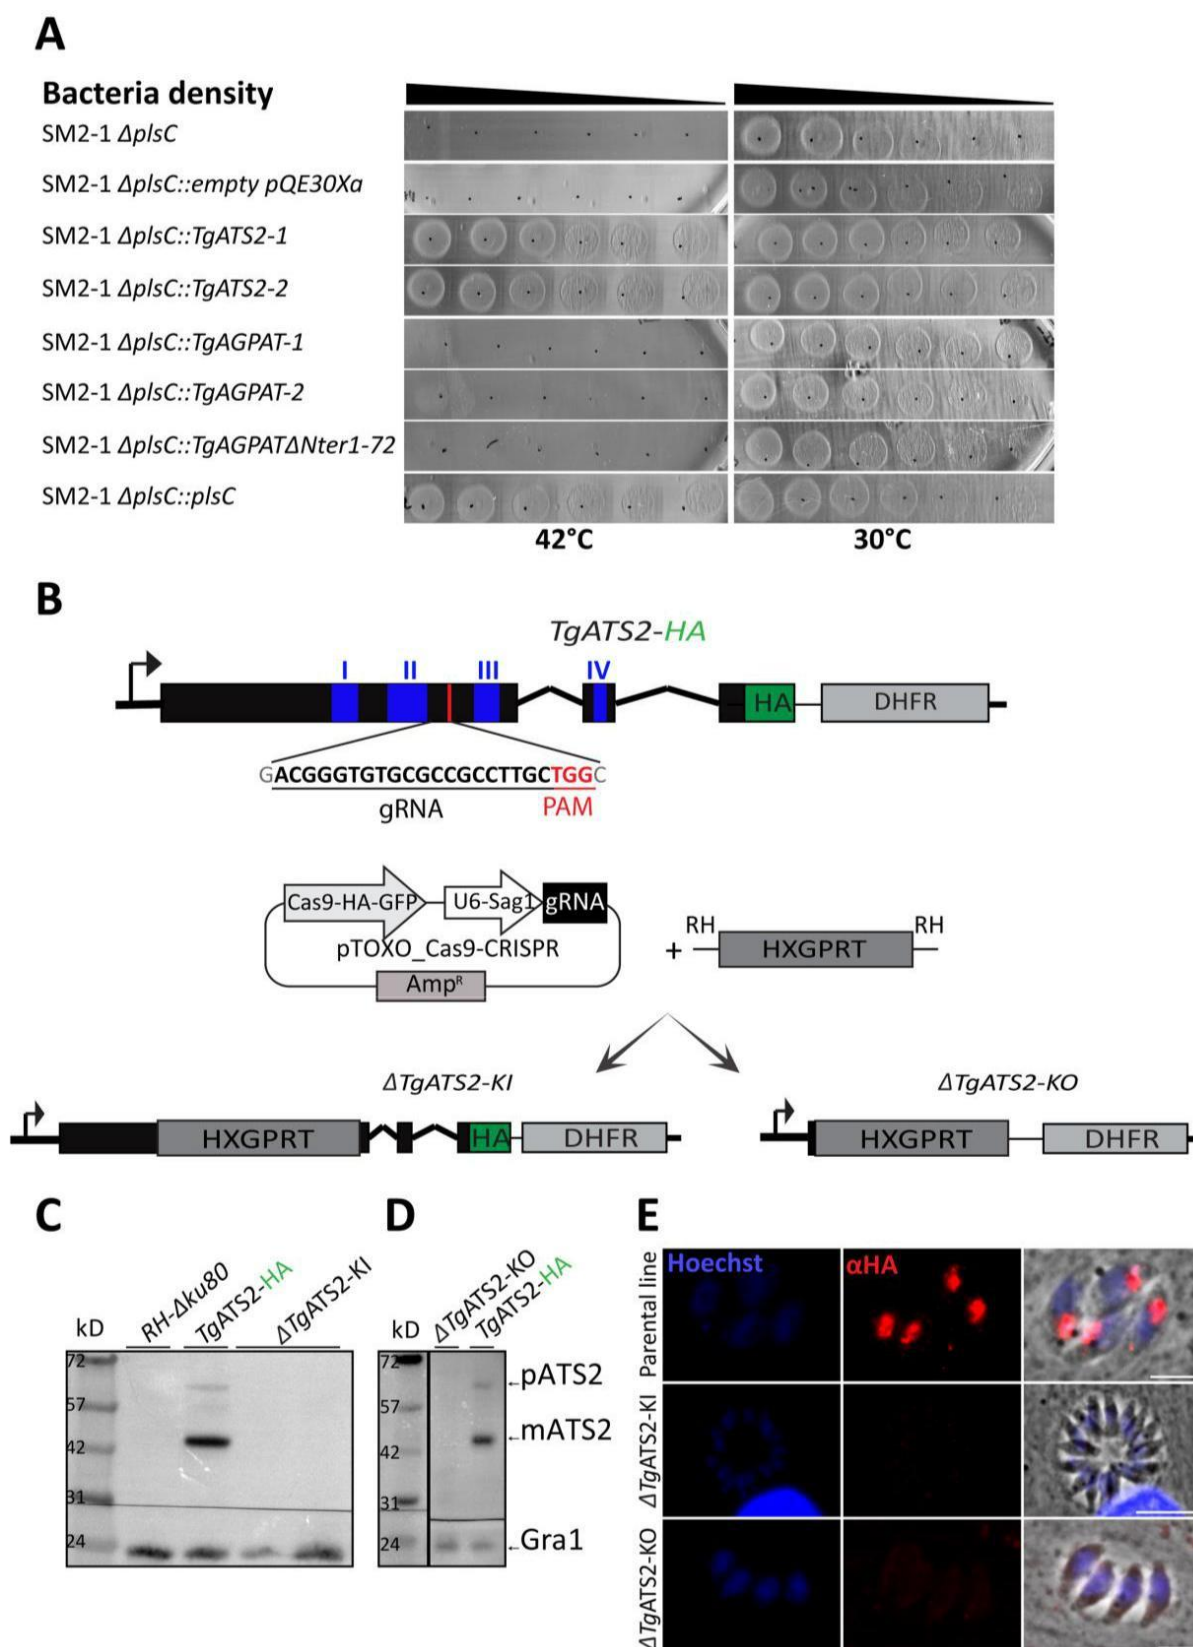 A
Bacteria density
SM2-1 ΔplsC
SM2-1 ΔplsC::empty pQE30Xa
SM2-1 ΔplsC::TgATS2-1
SM2-1 ΔplsC::TgATS2-2
SM2-1 ΔplsC::TgAGPAT-1
SM2-1 ΔplsC::TgAGPAT-2
SM2-1 ΔplsC::TgAGPATΔNter1-72
SM2-1 ΔplsC::plsC
42°C 30°C
B
TgATS2-HA
I II III IV
HA DHFR
GACGGGTGTGCGCCGCCTTGCTGGC
gRNA PAM
Cas9-HA-GFP U6-Sag1 gRNA
pTOXO_Cas9-CRISPR
Amp^R
+ RH HXGPRT RH
ΔTgATS2-KI ΔTgATS2-KO
HXGPRT HA DHFR HXGPRT DHFR
C
kD RH-Δku80 TgATS2-HA ΔTgATS2-KI
72
57
42
31
24
D
kD ΔTgATS2-KO TgATS2-HA
72
57
42
31
24
pATS2
mATS2
Gra1
E
Hoechst αHA
Parental line
ΔTgATS2-KI
ΔTgATS2-KO